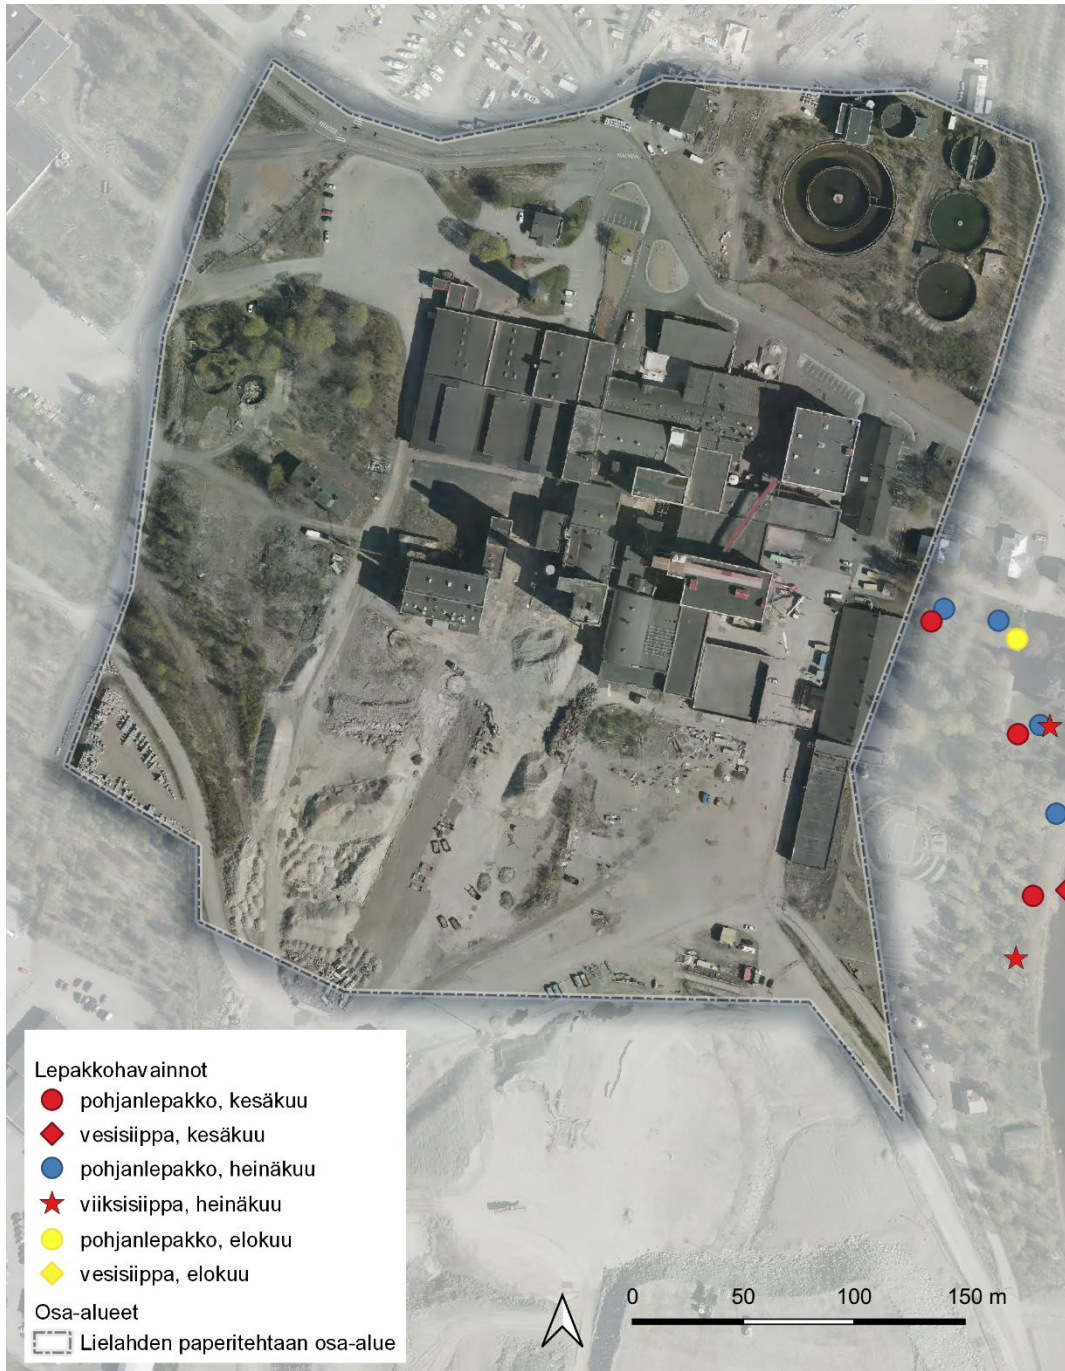 Lepakkohavainnot
pohjanlepakko, kesäkuu
vesisiippa, kesäkuu
pohjanlepakko, heinäkuu
viiksisiippa, heinäkuu
pohjanlepakko, elokuu
vesisiippa, elokuu
Osa-alueet
Lielahden paperitehtaan osa-alue
0 50 100 150 m